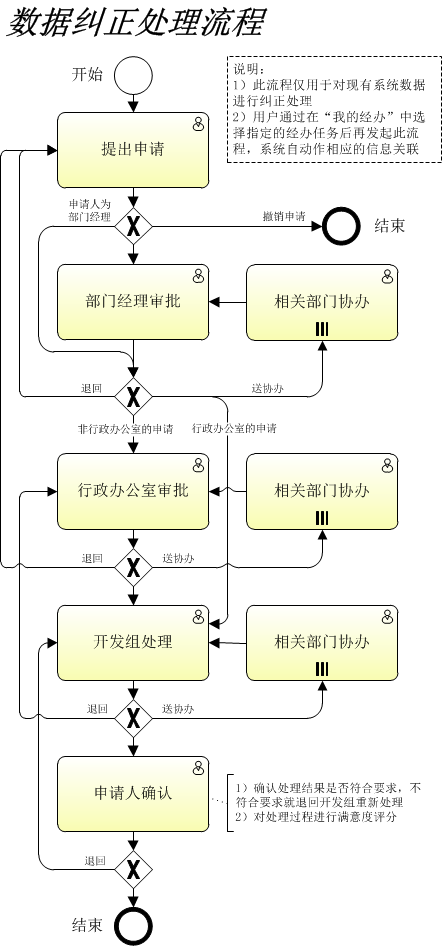 数据纠正处理流程
开始
说明：
1）此流程仅用于对现有系统数据
进行纠正处理
2）用户通过在“我的经办”中选
择指定的经办任务后再发起此流
程，系统自动作相应的信息关联
提出申请
申请人为
部门经理
撤销申请
结束
部门经理审批
相关部门协办
退回
送协办
非行政办公室的申请
行政办公室的申请
行政办公室审批
相关部门协办
退回
送协办
开发组处理
相关部门协办
退回
送协办
申请人确认
1）确认处理结果是否符合要求，不
符合要求就退回开发组重新处理
2）对处理过程进行满意度评分
退回
结束